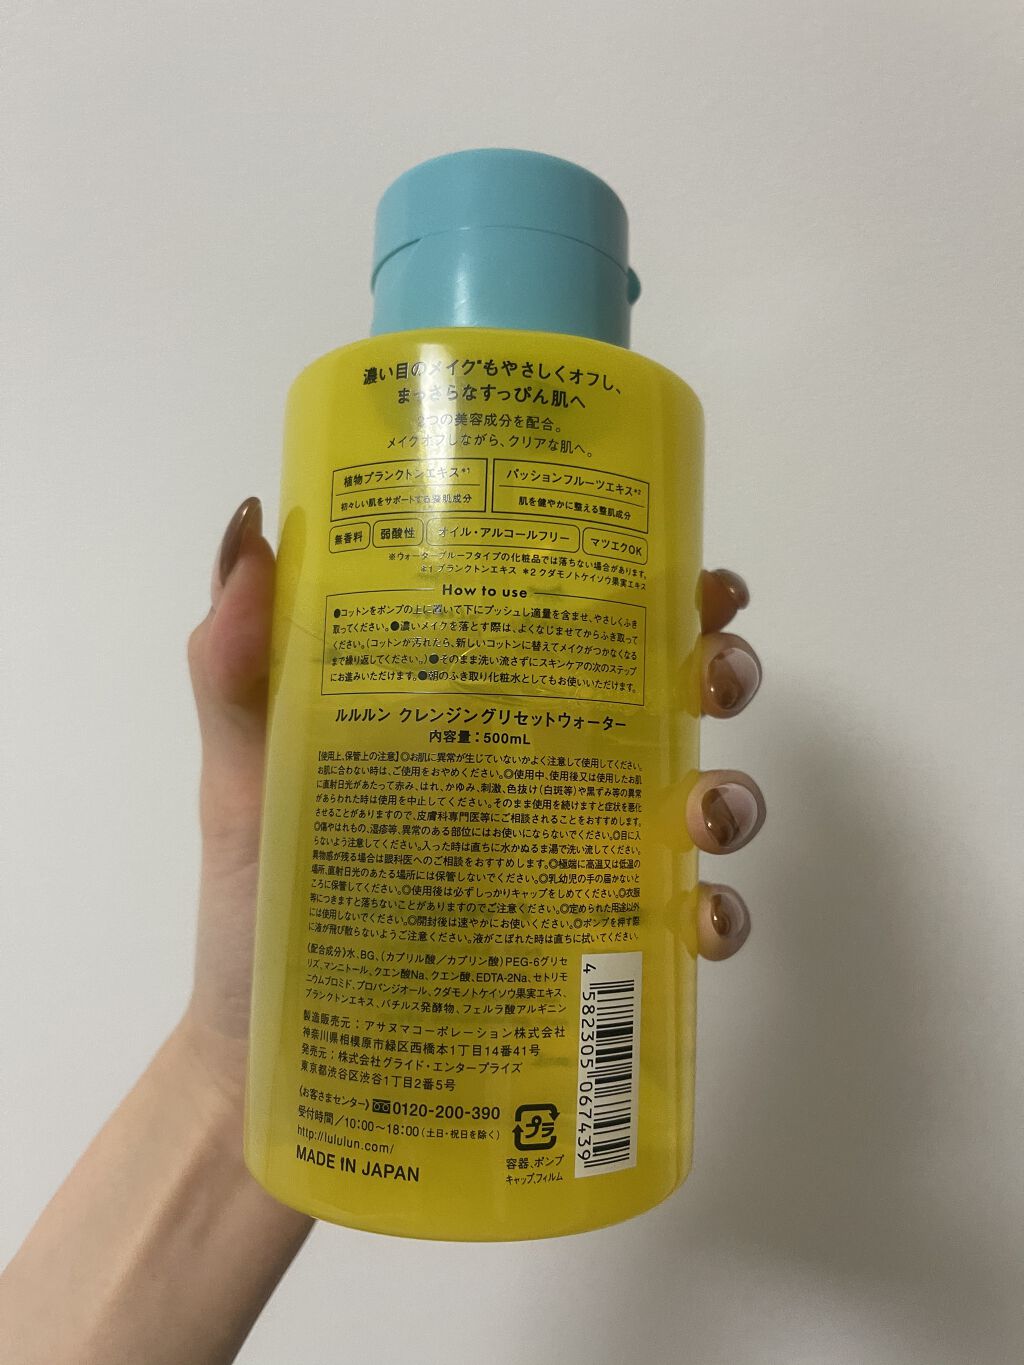 濃い目のメイク*もやさしくオフし、
まっさらなすっぴん肌へ
2つの美容成分を配合。
メイクオフしながら、クリアな肌へ。
植物プランクトンエキス*1
初々しい肌をサポートする整肌成分
パッションフルーツエキス*2
肌を健やかに整える整肌成分
無香料
弱酸性
オイル・アルコールフリー
マツエクOK
※ウォータープルーフタイプの化粧品では落ちない場合があります。
*1 プランクトンエキス *2 クダモノトケイソウ果実エキス
How to use
●コットンをポンプの上に置いて下にプッシュし適量を含ませ、やさしくふき
取ってください。●濃いメイクを落とす際は、よくなじませてからふき取って
ください。(コットンが汚れたら、新しいコットンに替えてメイクがつかなくなる
まで繰り返してください。)●そのまま洗い流さずにスキンケアの次のステップ
にお進みいただけます。●朝のふき取り化粧水としてもお使いいただけます。
ルルルン クレンジングリセットウォーター
内容量：500mL
【使用上、保管上の注意】◎お肌に異常が生じていないかよく注意して使用してください。
お肌に合わない時は、ご使用をおやめください。◎使用中、使用後又は使用したお肌
に直射日光があたって赤み、はれ、かゆみ、刺激、色抜け(白斑等)や黒ずみ等の異常
があらわれた時は使用を中止してください。そのまま使用を続けますと症状を悪化
させることがありますので、皮膚科専門医等にご相談されることをおすすめします。
◎傷やはれもの、湿疹等、異常のある部位にはお使いにならないでください。◎目に入
らないよう注意してください。入った時は直ちに水かぬるま湯で洗い流してください。
異物感が残る場合は眼科医へのご相談をおすすめします。◎極端に高温又は低温の
場所、直射日光のあたる場所には保管しないでください。◎乳幼児の手の届かないと
ころに保管してください。◎使用後は必ずしっかりキャップをしめてください。◎衣服
等につきますと落ちないことがありますのでご注意ください。◎定められた用途以外
には使用しないでください。◎開封後は速やかにお使いください。◎ポンプを押す際
に液が飛び散らないようご注意ください。液がこぼれた時は直ちに拭いてください。
〈配合成分〉水、BG、(カプリル酸／カプリン酸)PEG-6グリセ
リズ、マンニトール、クエン酸Na、クエン酸、EDTA-2Na、セトリモ
ニウムブロミド、プロパンジオール、クダモノトケイソウ果実エキス、
プランクトンエキス、バチルス発酵物、フェルラ酸アルギニン
製造販売元：アサヌマコーポレーション株式会社
神奈川県相模原市緑区西橋本1丁目14番41号
発売元：株式会社グライド・エンタープライズ
東京都渋谷区渋谷1丁目2番5号
〈お客さまセンター〉0120-200-390
受付時間／10:00〜18:00(土日・祝日を除く)
http://lululun.com/
MADE IN JAPAN
プラ
容器、ポンプ
キャップ、フィルム
4 582305 067439